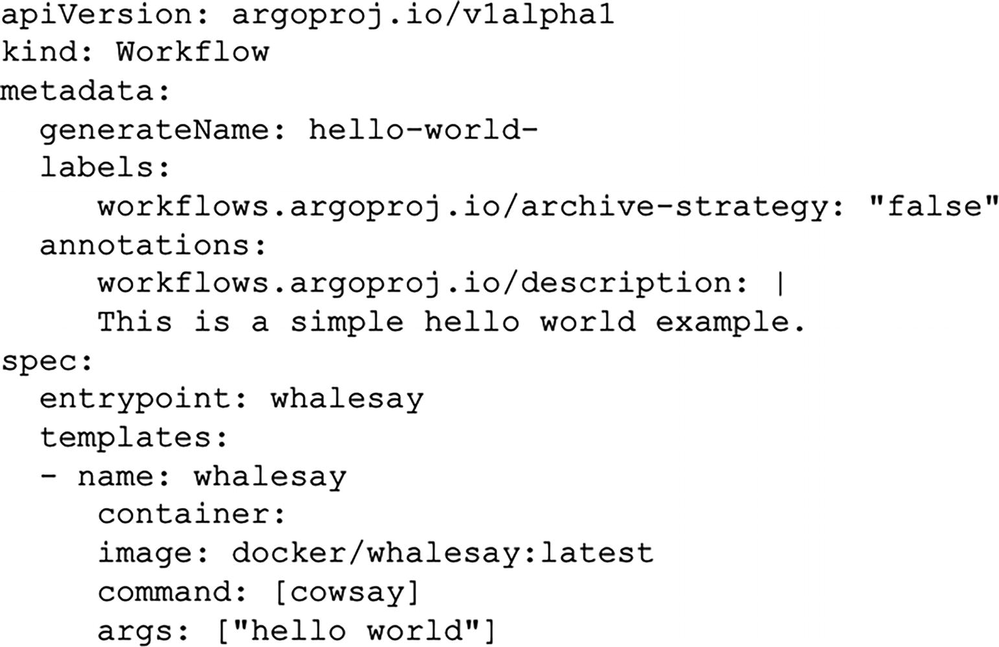 apiVersion: argoproj.io/v1alpha1
kind: Workflow
metadata:
  generateName: hello-world-
  labels:
     workflows.argoproj.io/archive-strategy: "false"
  annotations:
     workflows.argoproj.io/description: |
     This is a simple hello world example.
spec:
  entrypoint: whalesay
  templates:
  - name: whalesay
     container:
     image: docker/whalesay:latest
     command: [cowsay]
     args: ["hello world"]